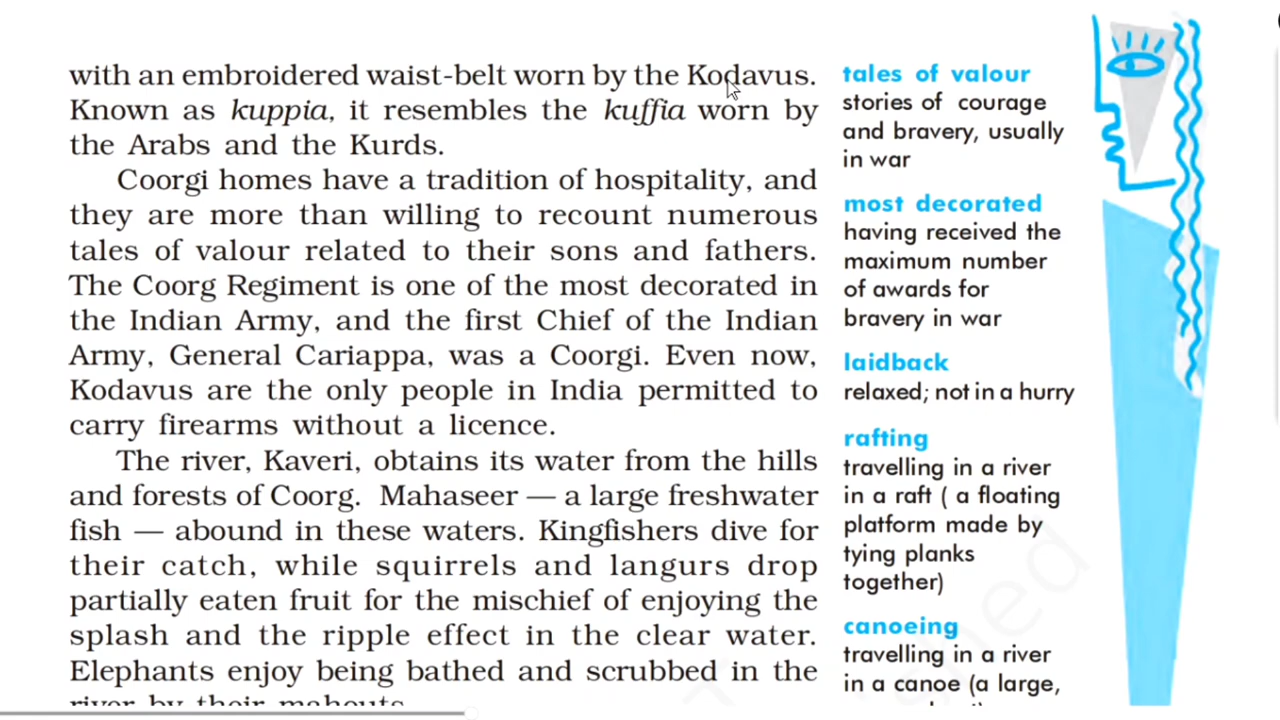 with an embroidered waist-belt worn by the Kodavus.
Known as kuppia, it resembles the kuffia worn by
the Arabs and the Kurds.
Coorgi homes have a tradition of hospitality, and
they are more than willing to recount numerous
tales of valour related to their sons and fathers.
The Coorg Regiment is one of the most decorated in
the Indian Army, and the first Chief of the Indian
Army, General Cariappa, was a Coorgi. Even now,
Kodavus are the only people in India permitted to
carry firearms without a licence.
The river, Kaveri, obtains its water from the hills
and forests of Coorg. Mahaseer — a large freshwater
fish — abound in these waters. Kingfishers dive for
their catch, while squirrels and langurs drop
partially eaten fruit for the mischief of enjoying the
splash and the ripple effect in the clear water.
Elephants enjoy being bathed and scrubbed in the
river by their mahouts
tales of valour
stories of courage
and bravery, usually
in war
most decorated
having received the
maximum number
of awards for
bravery in war
laidback
relaxed; not in a hurry
rafting
travelling in a river
in a raft ( a floating
platform made by
tying planks
together)
canoeing
travelling in a river
in a canoe (a large,